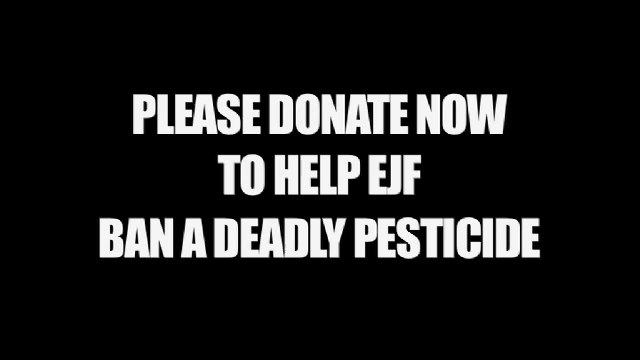 PLEASE DONATE NOW
TO HELP EJF
BAN A DEADLY PESTICIDE